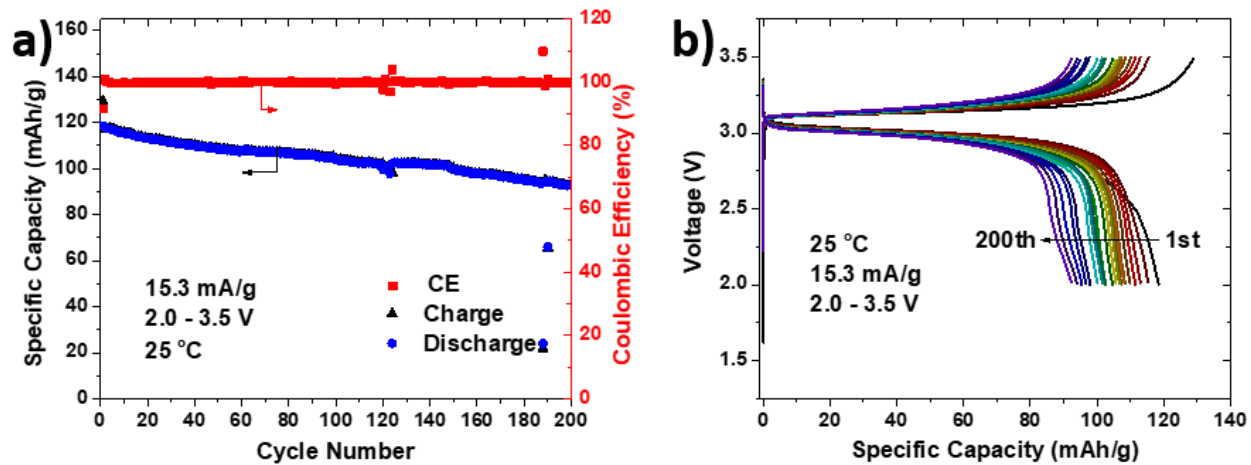 a)
Specific Capacity (mAh/g)
160
140
120
100
80
60
40
20
0
0 20 40 60 80 100 120 140 160 180 200
Cycle Number
120
100
80
60
40
20
0
Coulombic Efficiency (%)
15.3 mA/g
2.0 - 3.5 V
25 °C
CE
Charge
Discharge
b)
Voltage (V)
3.5
3.0
2.5
2.0
1.5
0 20 40 60 80 100 120 140
Specific Capacity (mAh/g)
200th 1st
25 °C
15.3 mA/g
2.0 - 3.5 V